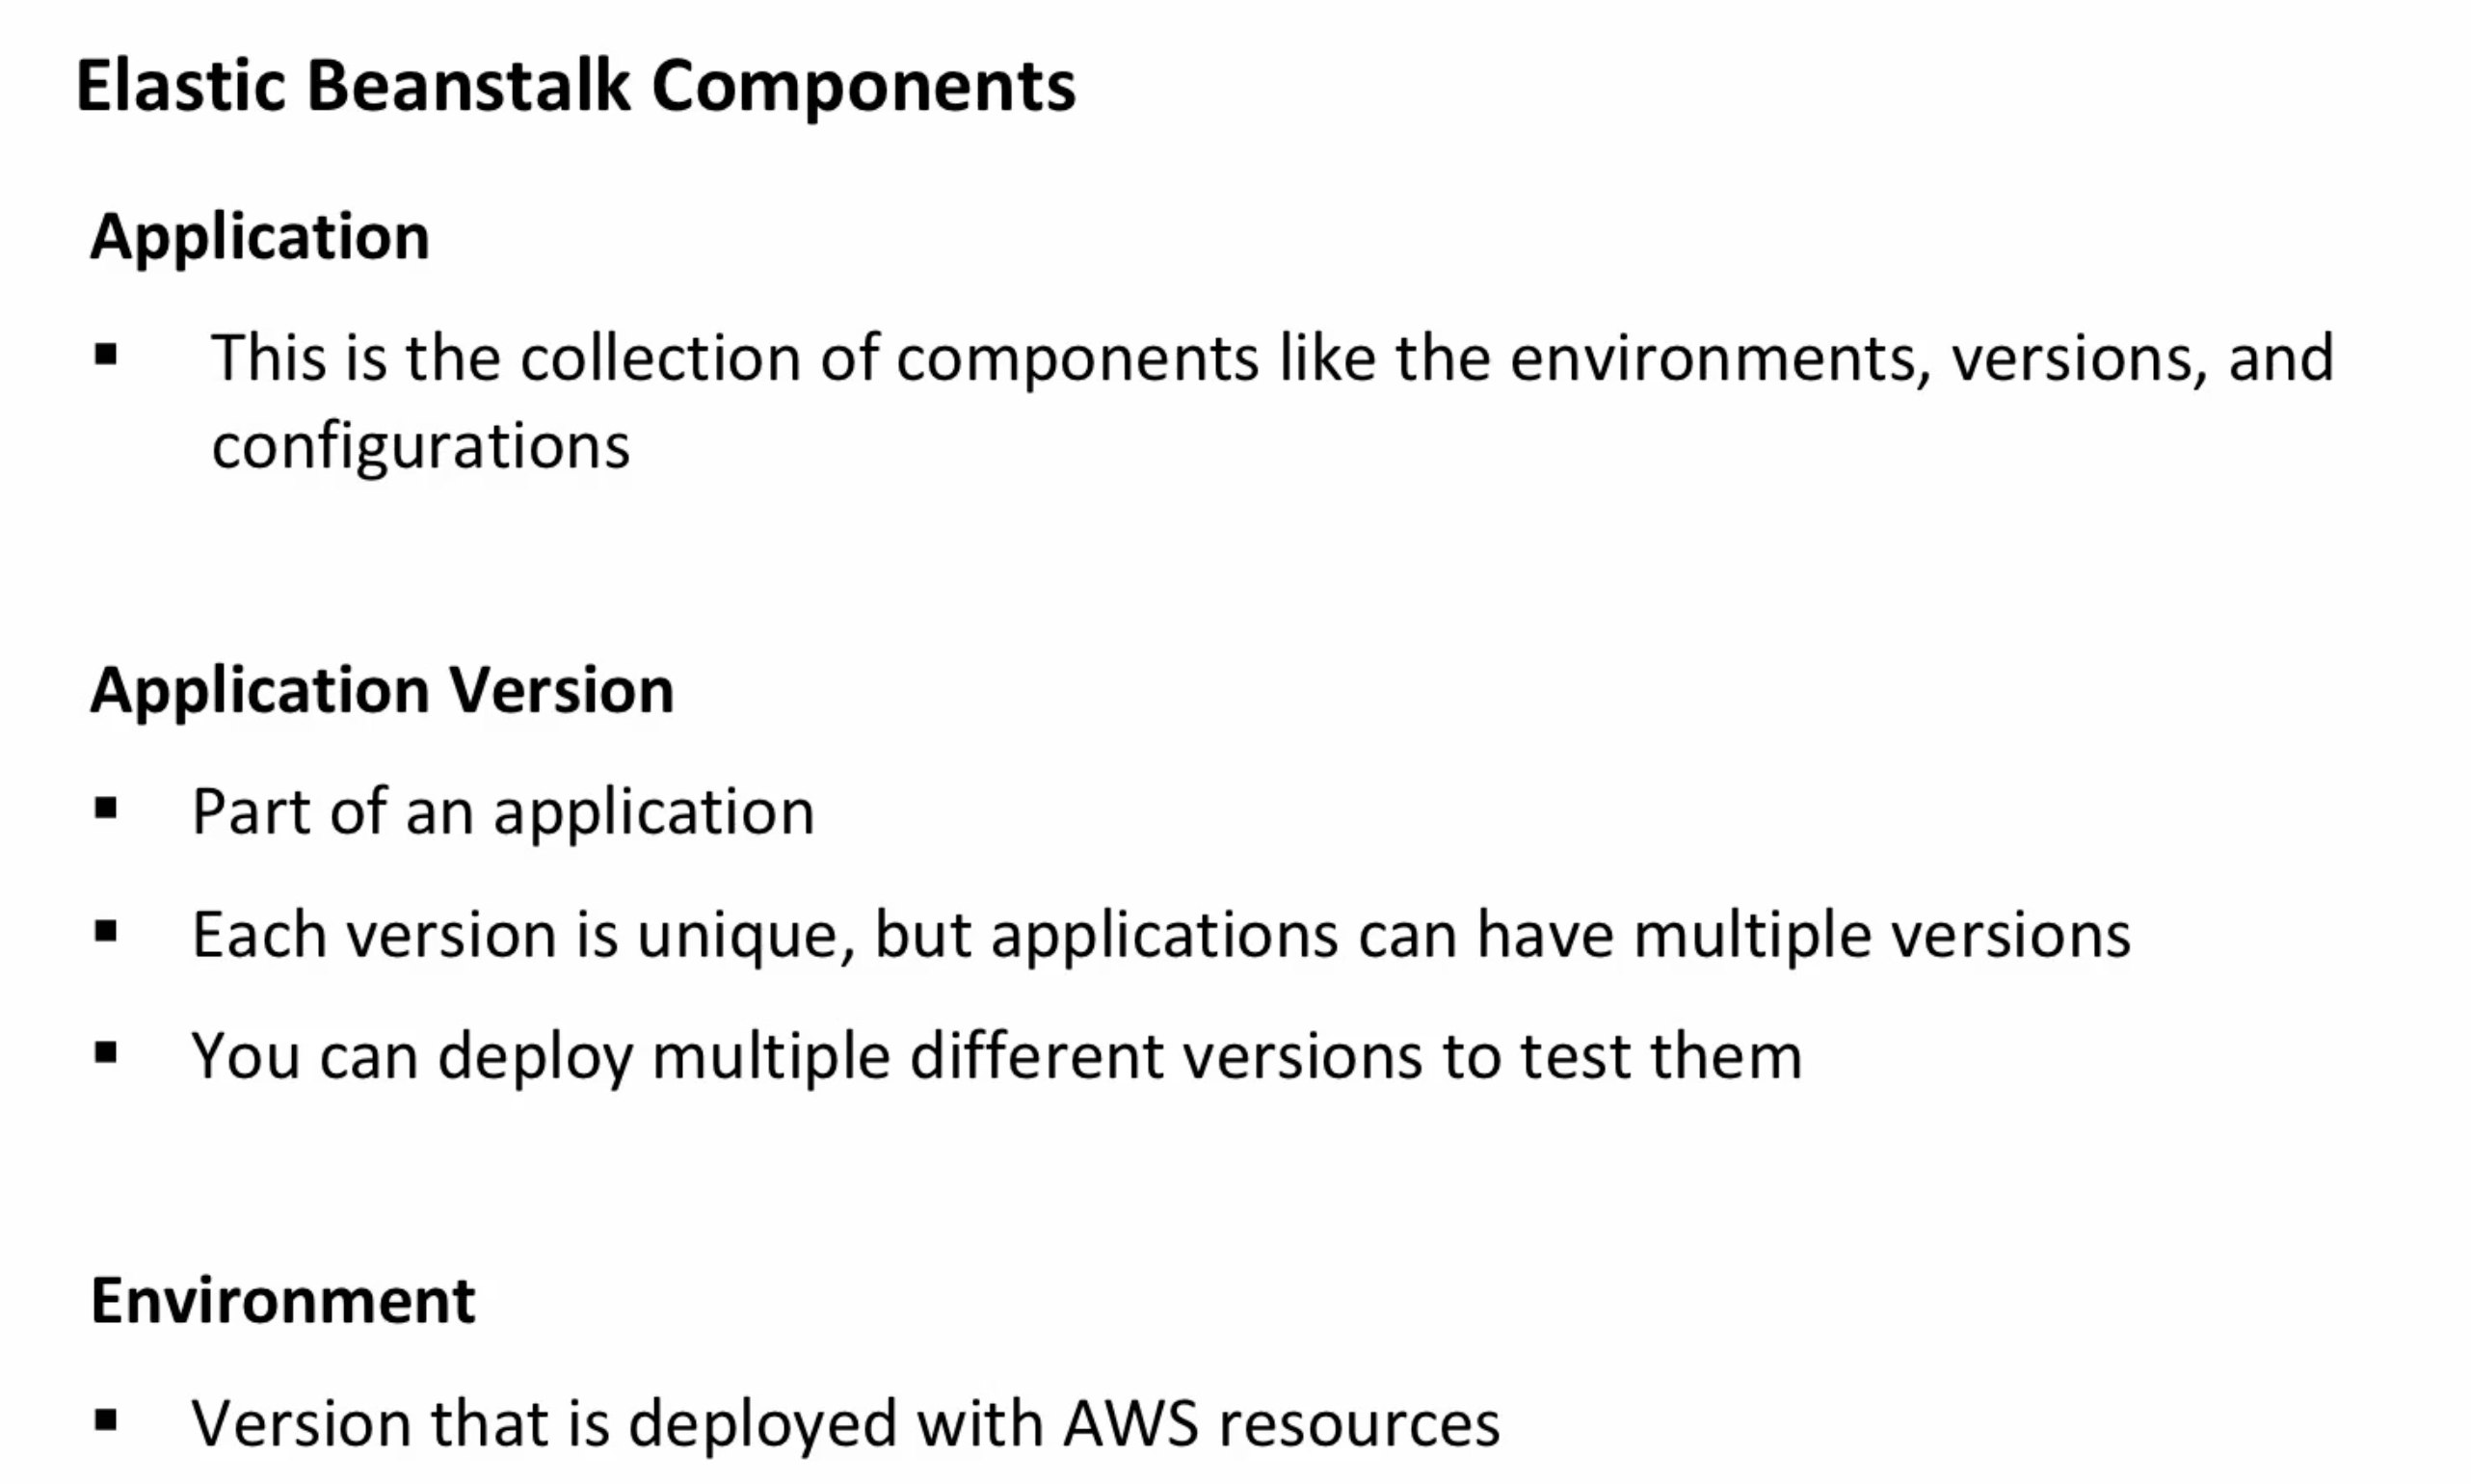 Elastic Beanstalk Components
Application
▪ This is the collection of components like the environments, versions, and
configurations
Application Version
▪ Part of an application
▪ Each version is unique, but applications can have multiple versions
▪ You can deploy multiple different versions to test them
Environment
▪ Version that is deployed with AWS resources